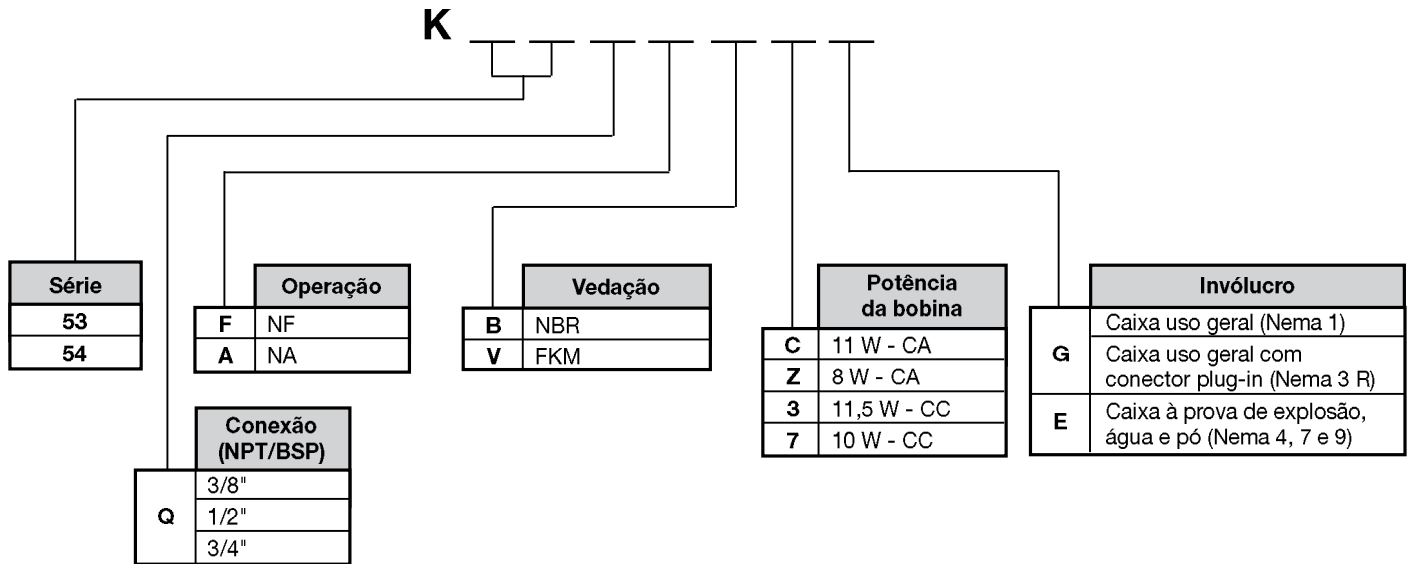 K
Série
53
54
Operação
F NF
A NA
Conexão
(NPT/BSP)
Q
3/8"
1/2"
3/4"
Vedação
B NBR
V FKM
Potência
da bobina
C 11 W - CA
Z 8 W - CA
3 11,5 W - CC
7 10 W - CC
Invólucro
G
Caixa uso geral (Nema 1)
Caixa uso geral com
conector plug-in (Nema 3 R)
E
Caixa à prova de explosão,
água e pó (Nema 4, 7 e 9)